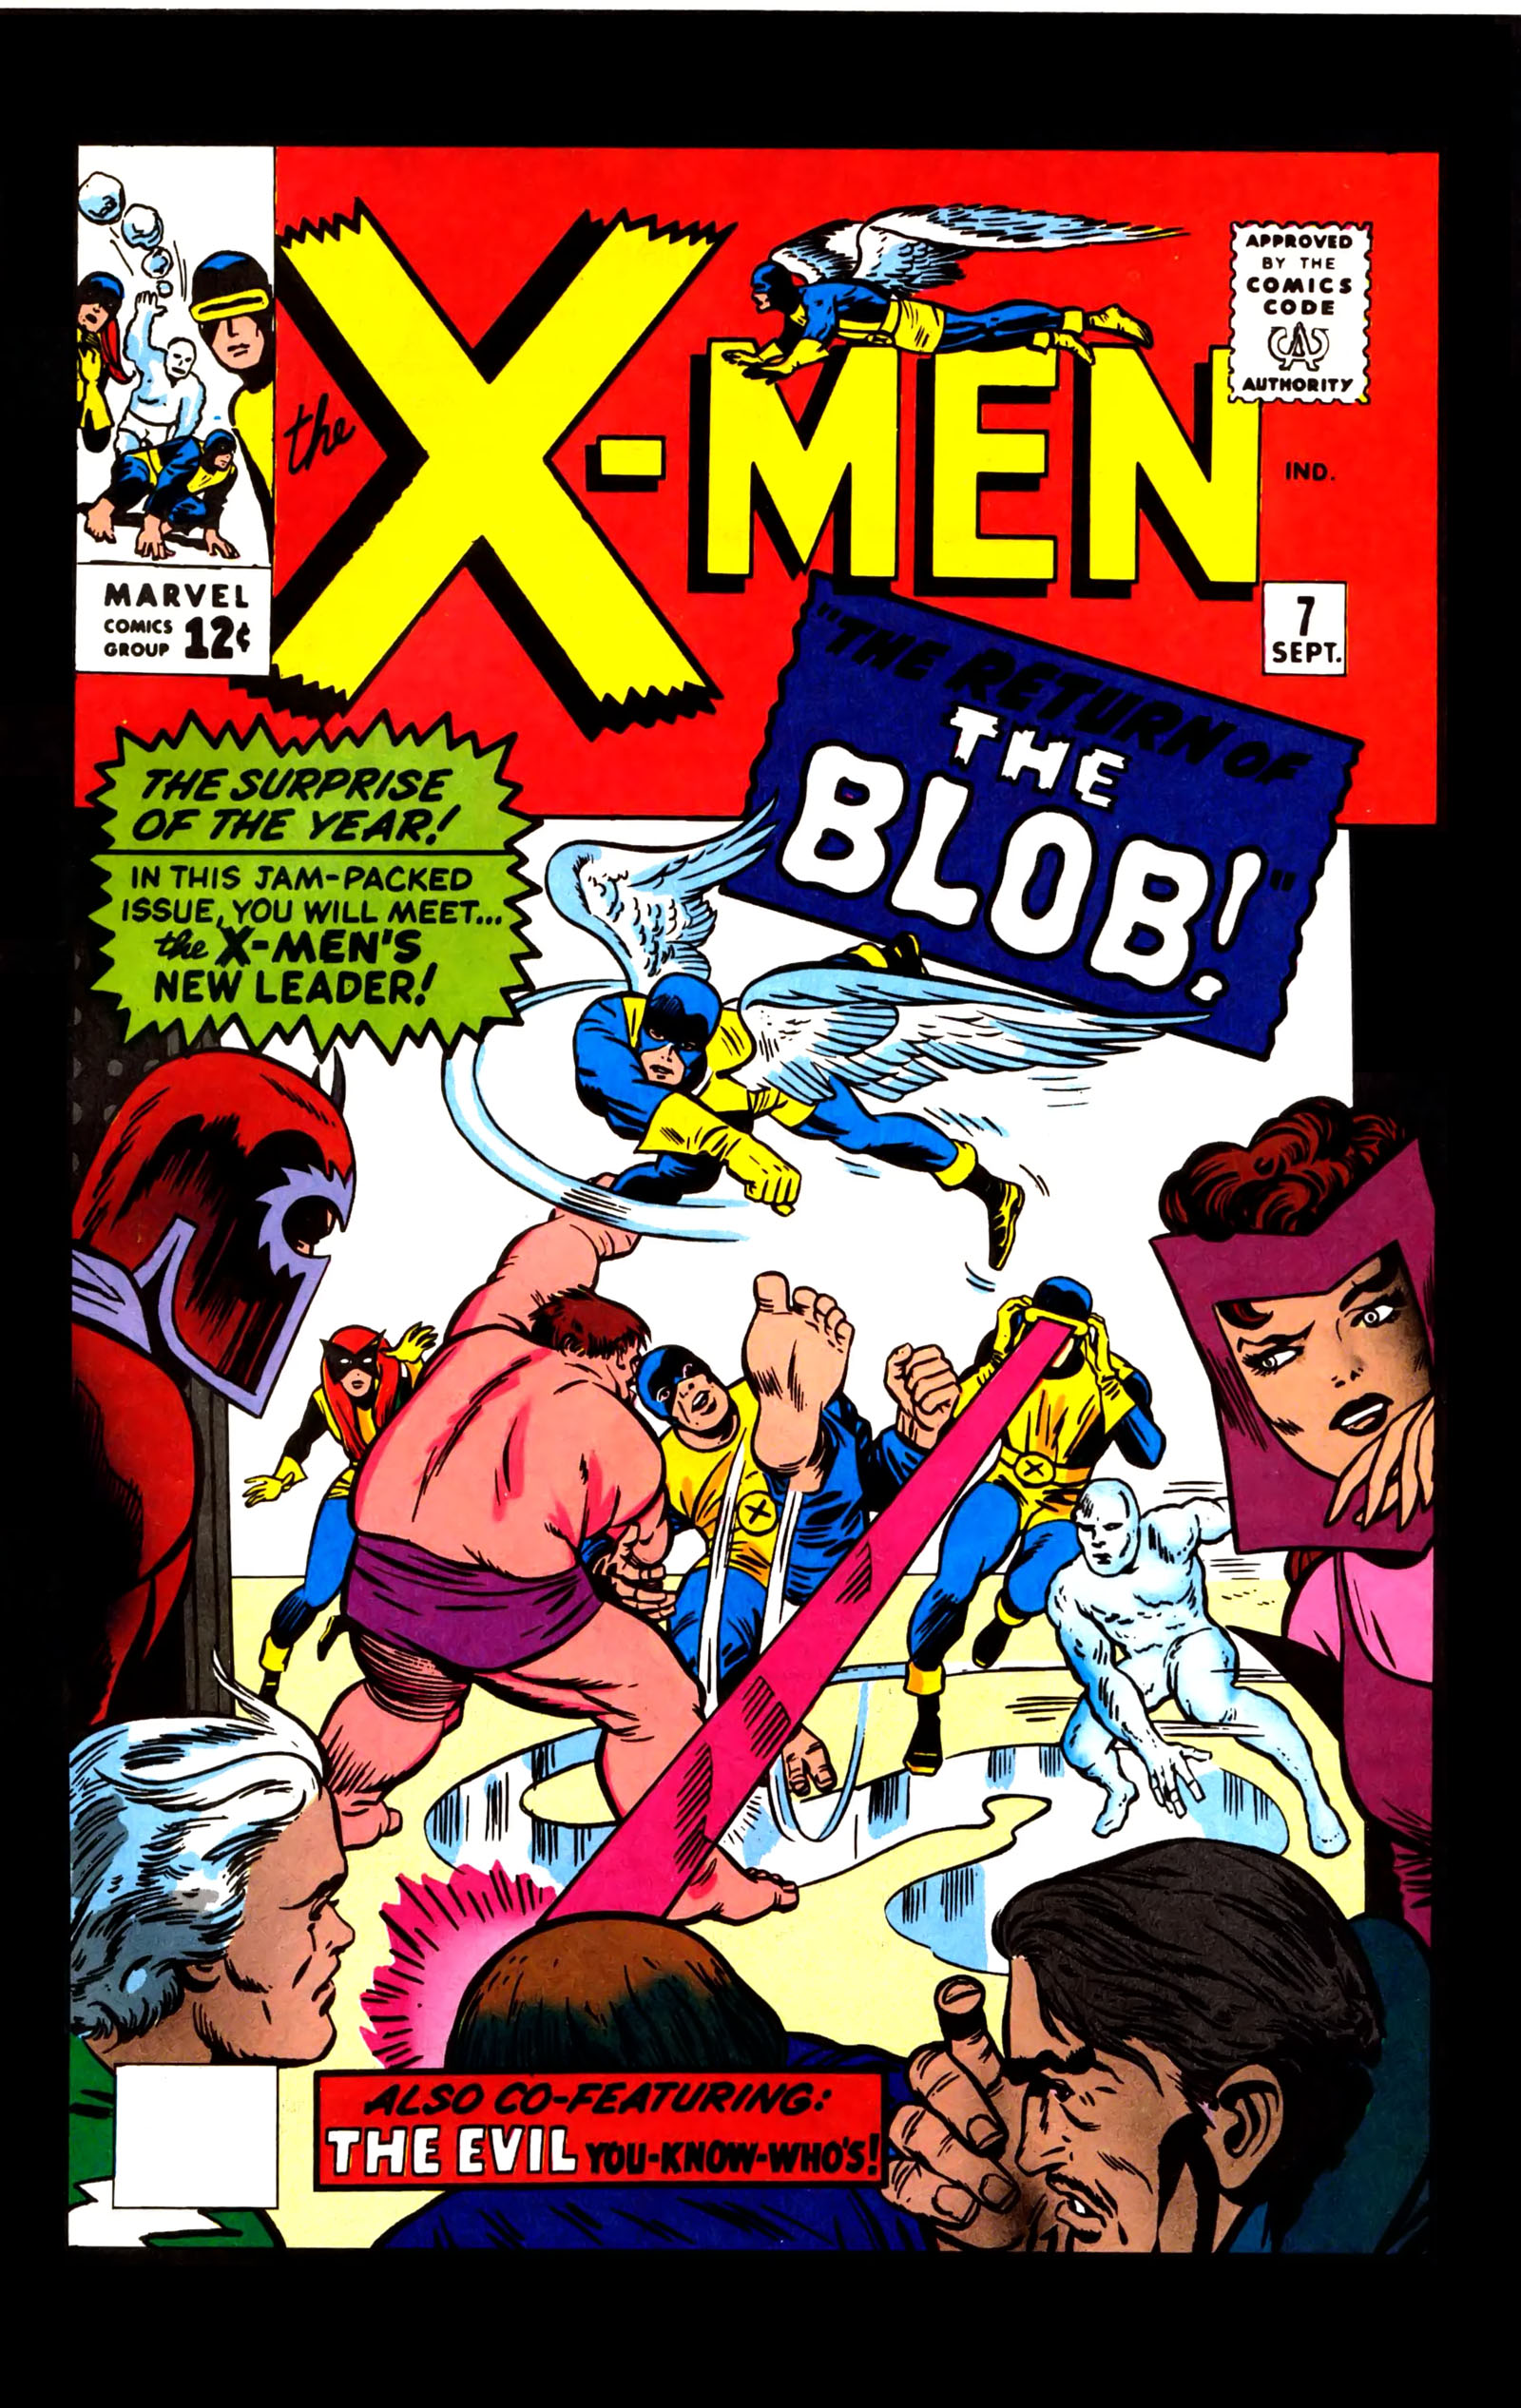 APPROVED
BY THE
COMICS
CODE
CA
AUTHORITY
the X-MEN
IND.
MARVEL
COMICS
GROUP 12¢
7
SEPT.
"THE RETURN OF
THE
BLOB!"
THE SURPRISE
OF THE YEAR!
IN THIS JAM-PACKED
ISSUE, YOU WILL MEET...
the X-MEN'S
NEW LEADER!
X
X
ALSO CO-FEATURING:
THE EVIL YOU-KNOW-WHO'S!